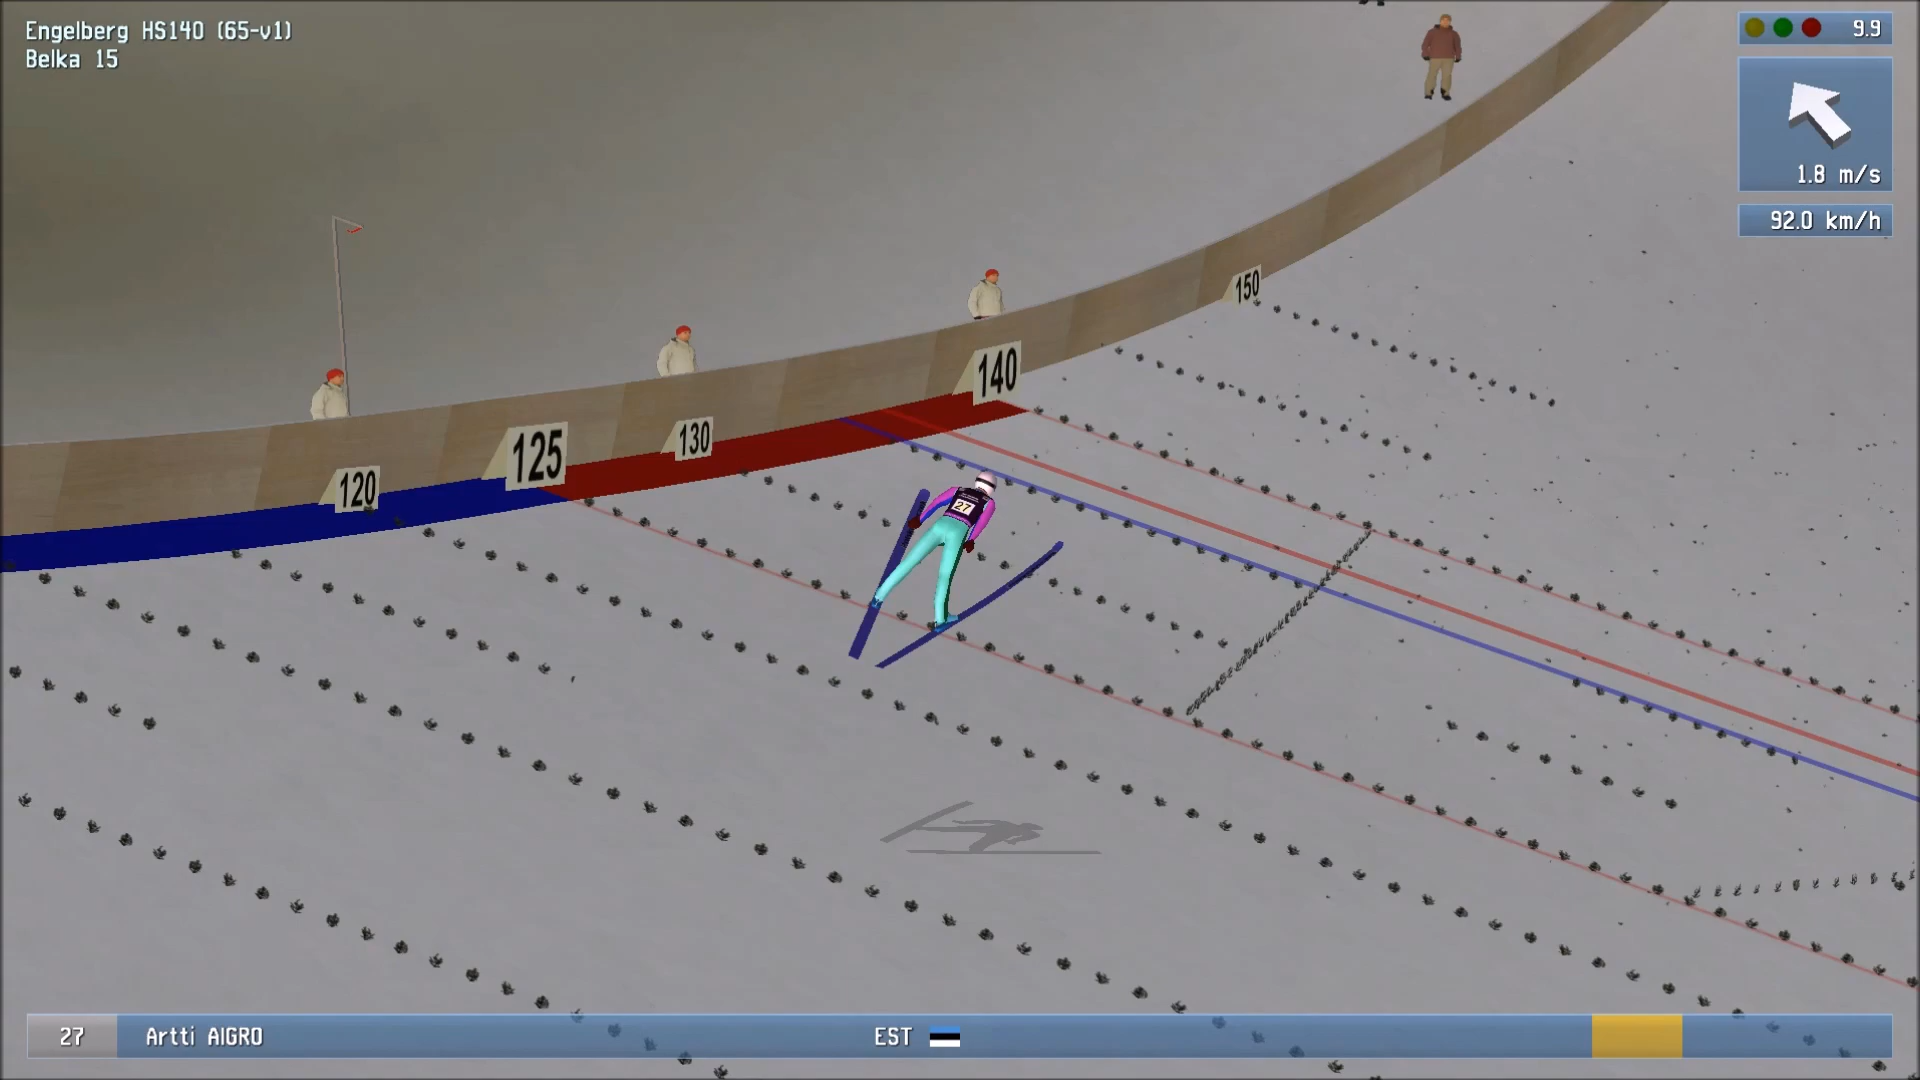 Engelberg HS140 (65-v1)
Belka 15
9.9
1.8 m/s
92.0 km/h
150
140
130
125
120
27
27 Artti AIGRO EST